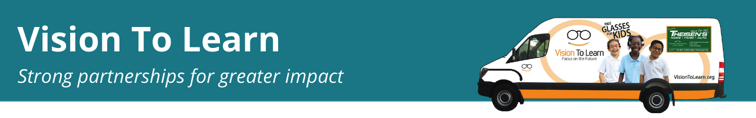 Vision To Learn
Strong partnerships for greater impact
FREE
GLASSES
FOR KIDS
Vision To Learn
Focus on the Future
THEISEN'S
VisionToLearn.org